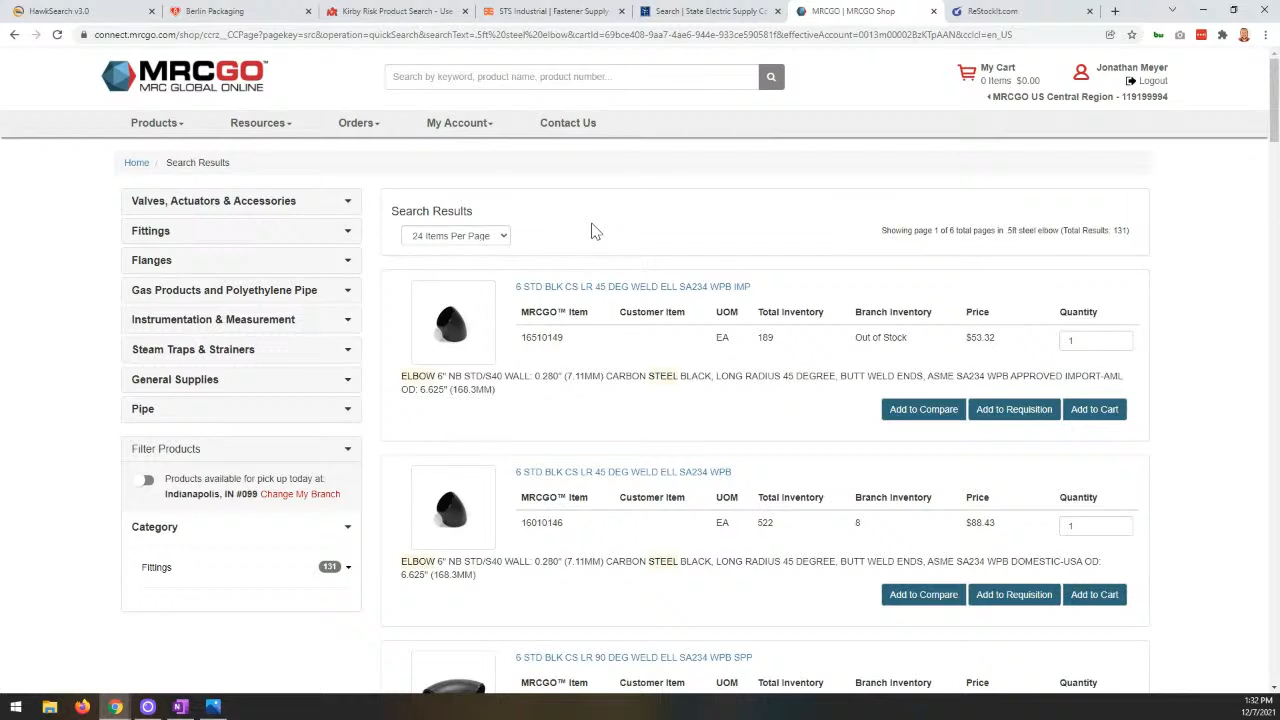 HawkSearch v3.0
Berlin Packaging
Kirby Risk Product Search - Use
STS Industrial | Fastener Supply
Search | State Electric Supply C
MRCGO | MRCGO Shop
ReStockIt.com
connect.mrcgo.com/shop/ccrz__CCPage?pagekey=src&operation=quickSearch&searchText=.5ft%20steel%20elbow&cartId=69bce408-9aa7-4ae6-944e-933ce590581f&effectiveAccount=0013m00002BzKTpAAN&cclcl=en_US
MRCGO™
MRC GLOBAL ONLINE
Search by keyword, product name, product number...
My Cart
0 Items $0.00
Jonathan Meyer
Logout
MRCGO US Central Region - 119199994
Products
Resources
Orders
My Account
Contact Us
Home / Search Results
Valves, Actuators & Accessories
Fittings
Flanges
Gas Products and Polyethylene Pipe
Instrumentation & Measurement
Steam Traps & Strainers
General Supplies
Pipe
Filter Products
Products available for pick up today at:
Indianapolis, IN #099 Change My Branch
Category
Fittings 131
Search Results
24 Items Per Page
Showing page 1 of 6 total pages in .5ft steel elbow (Total Results: 131)
6 STD BLK CS LR 45 DEG WELD ELL SA234 WPB IMP
MRCGO™ Item Customer Item UOM Total Inventory Branch Inventory Price Quantity
16510149 EA 189 Out of Stock $53.32 1
ELBOW 6" NB STD/S40 WALL: 0.280" (7.11MM) CARBON STEEL BLACK, LONG RADIUS 45 DEGREE, BUTT WELD ENDS, ASME SA234 WPB APPROVED IMPORT-AML
OD: 6.625" (168.3MM)
Add to Compare Add to Requisition Add to Cart
6 STD BLK CS LR 45 DEG WELD ELL SA234 WPB
MRCGO™ Item Customer Item UOM Total Inventory Branch Inventory Price Quantity
16010146 EA 522 8 $88.43 1
ELBOW 6" NB STD/S40 WALL: 0.280" (7.11MM) CARBON STEEL BLACK, LONG RADIUS 45 DEGREE, BUTT WELD ENDS, ASME SA234 WPB DOMESTIC-USA OD:
6.625" (168.3MM)
Add to Compare Add to Requisition Add to Cart
6 STD BLK CS LR 90 DEG WELD ELL SA234 WPB SPP
MRCGO™ Item Customer Item UOM Total Inventory Branch Inventory Price Quantity
1:32 PM
12/7/2021